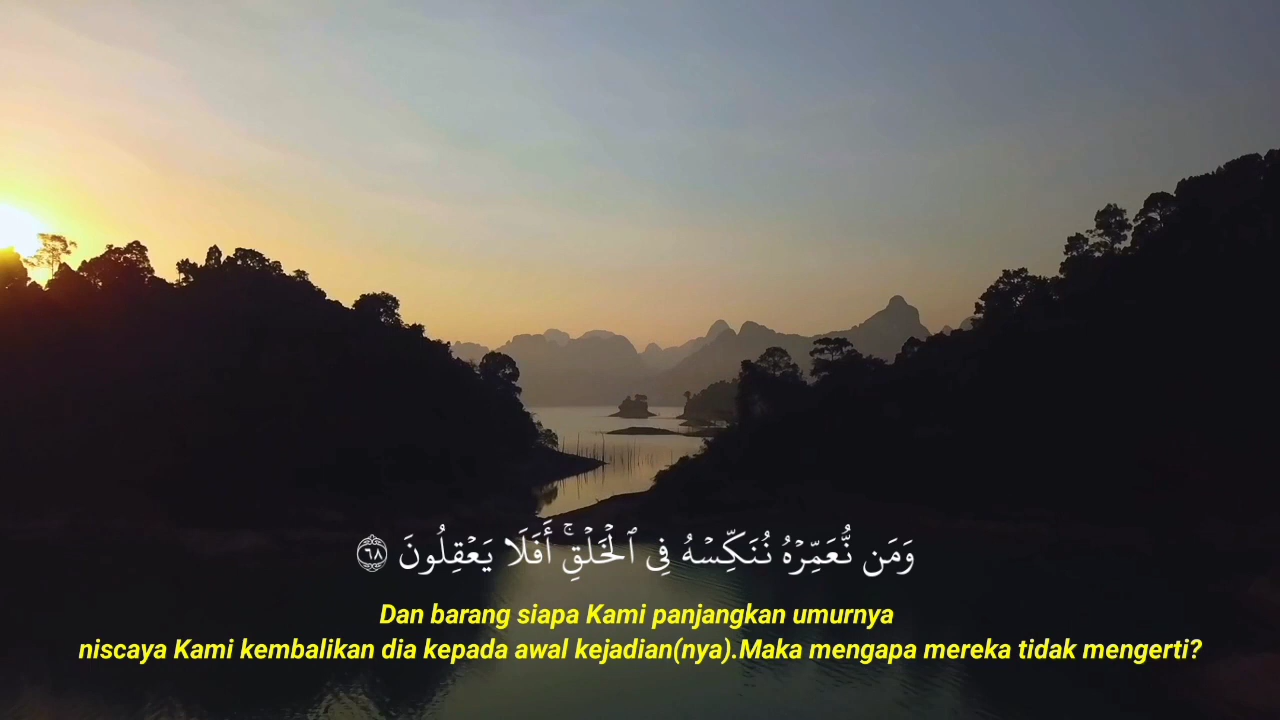 وَمَن نُّعَمِّرۡهُ نُنَكِّسۡهُ فِي ٱلۡخَلۡقِۚ أَفَلَا يَعۡقِلُونَ ٦٨
Dan barang siapa Kami panjangkan umurnya
niscaya Kami kembalikan dia kepada awal kejadian(nya).Maka mengapa mereka tidak mengerti?